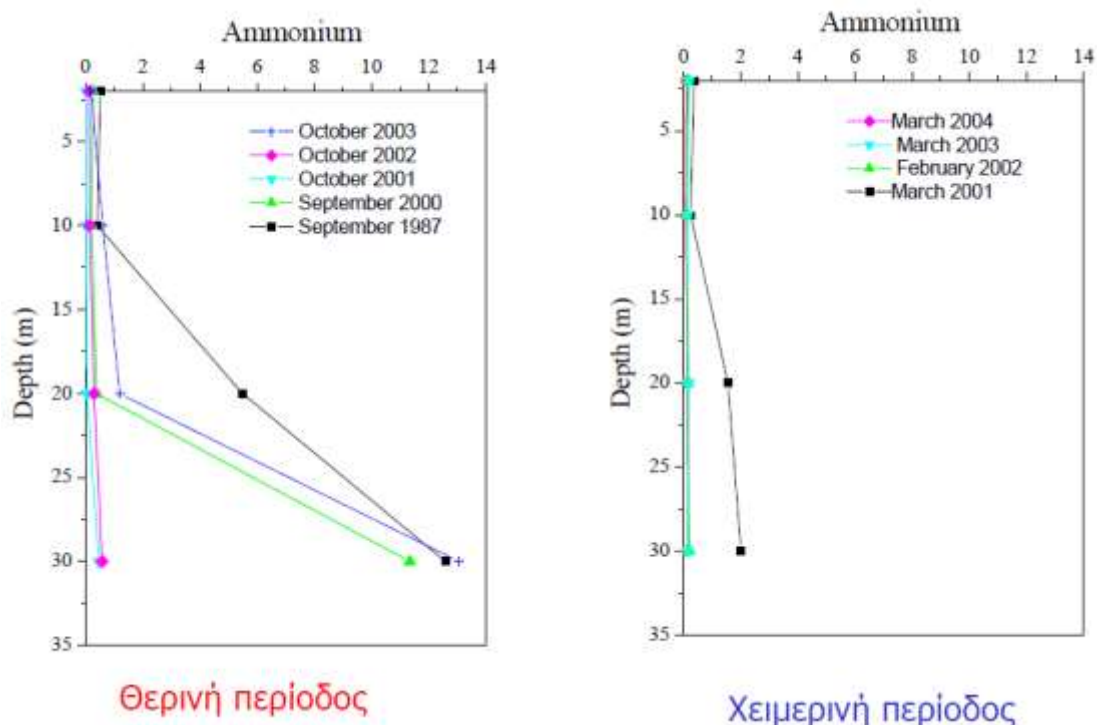 Ammonium
0 2 4 6 8 10 12 14
5
10
15
20
25
30
35
Depth (m)
October 2003
October 2002
October 2001
September 2000
September 1987
Θερινή περίοδος
Ammonium
0 2 4 6 8 10 12 14
5
10
15
20
25
30
35
Depth (m)
March 2004
March 2003
February 2002
March 2001
Χειμερινή περίοδος